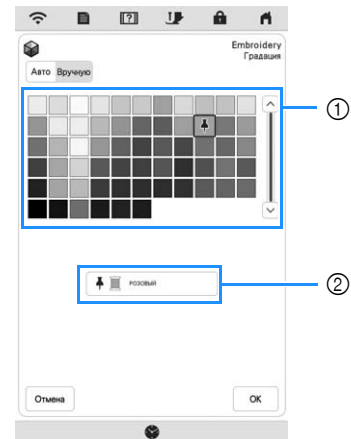 Embroidery
Градация
Авто Вручную
①
② 
РОЗОВЫЙ
Отмена
OK